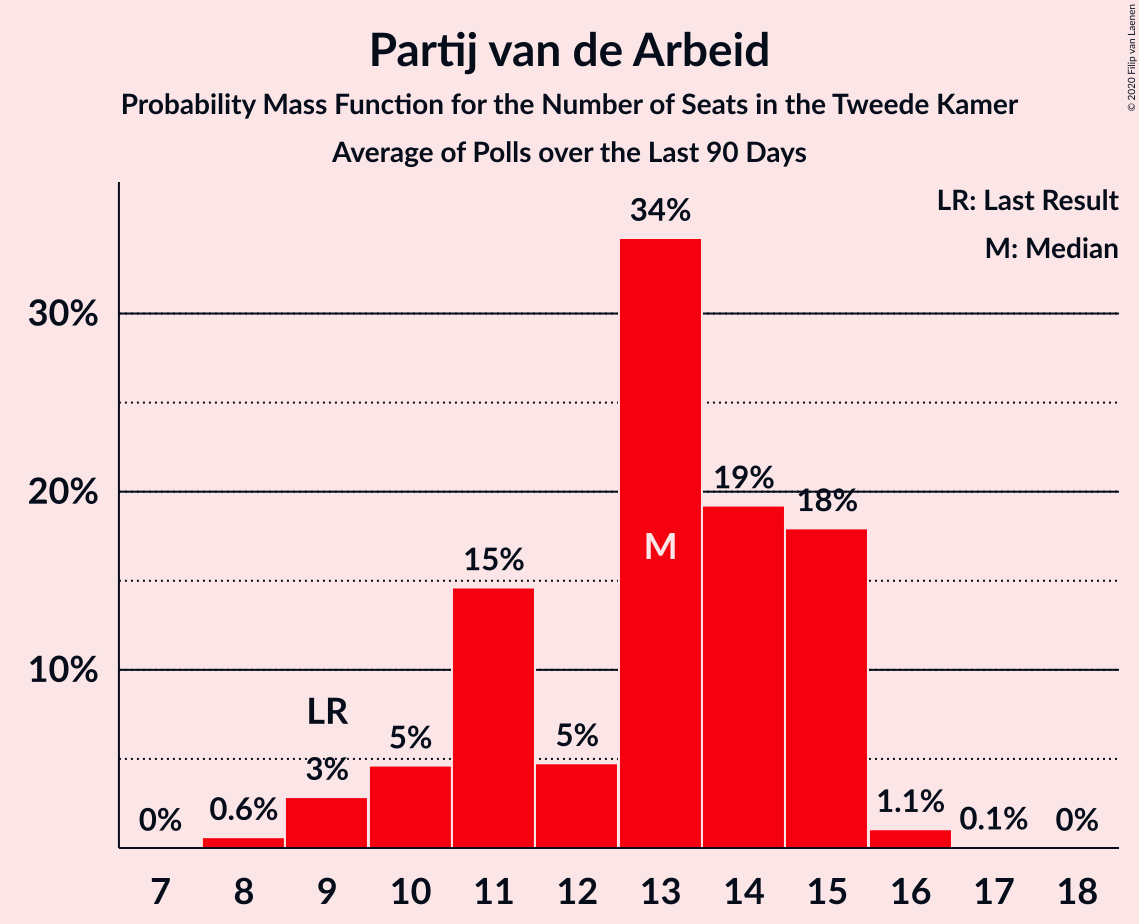 Partij van de Arbeid
Probability Mass Function for the Number of Seats in the Tweede Kamer
Average of Polls over the Last 90 Days
© 2020 Filip van Laenen
LR: Last Result
M: Median
34%
30%
20%
19%
18%
M
15%
10%
LR
5%
5%
3%
0%
0.6%
1.1%
0.1%
0%
7 8 9 10 11 12 13 14 15 16 17 18